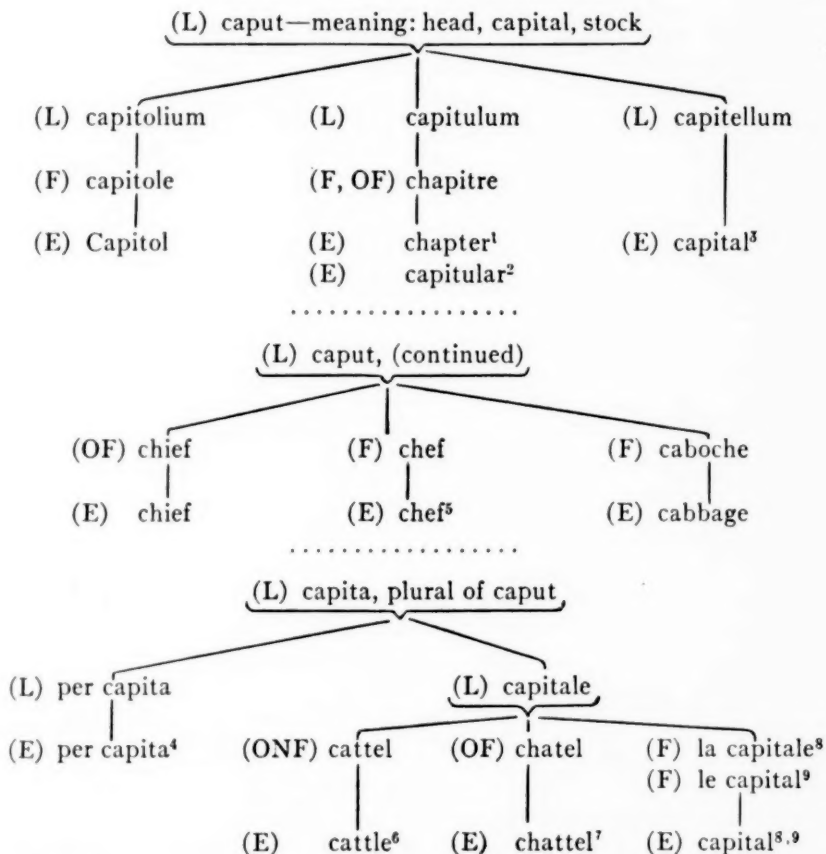 (L) caput—meaning: head, capital, stock
(L) capitolium (L) capitulum (L) capitellum
(F) capitole (F, OF) chapitre
(E) Capitol (E) chapter¹ (E) capital³
(E) capitular²
(L) caput, (continued)
(OF) chief (F) chef (F) caboche
(E) chief (E) chef⁵ (E) cabbage
(L) capita, plural of caput
(L) per capita (L) capitale
(E) per capita⁴ (ONF) cattel (OF) chatel (F) la capitale⁸
(F) le capital⁹
(E) cattle⁶ (E) chattel⁷ (E) capital⁸,⁹